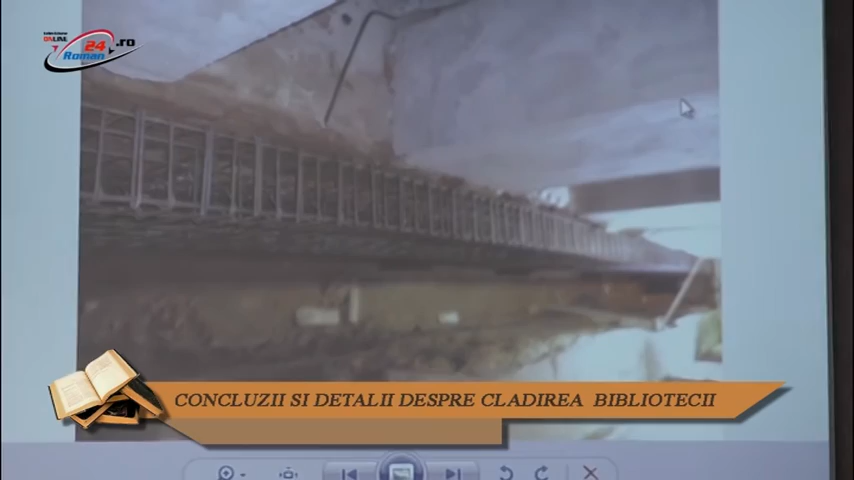 24
.ro
Roman
CONCLUZII SI DETALII DESPRE CLADIREA BIBLIOTECII